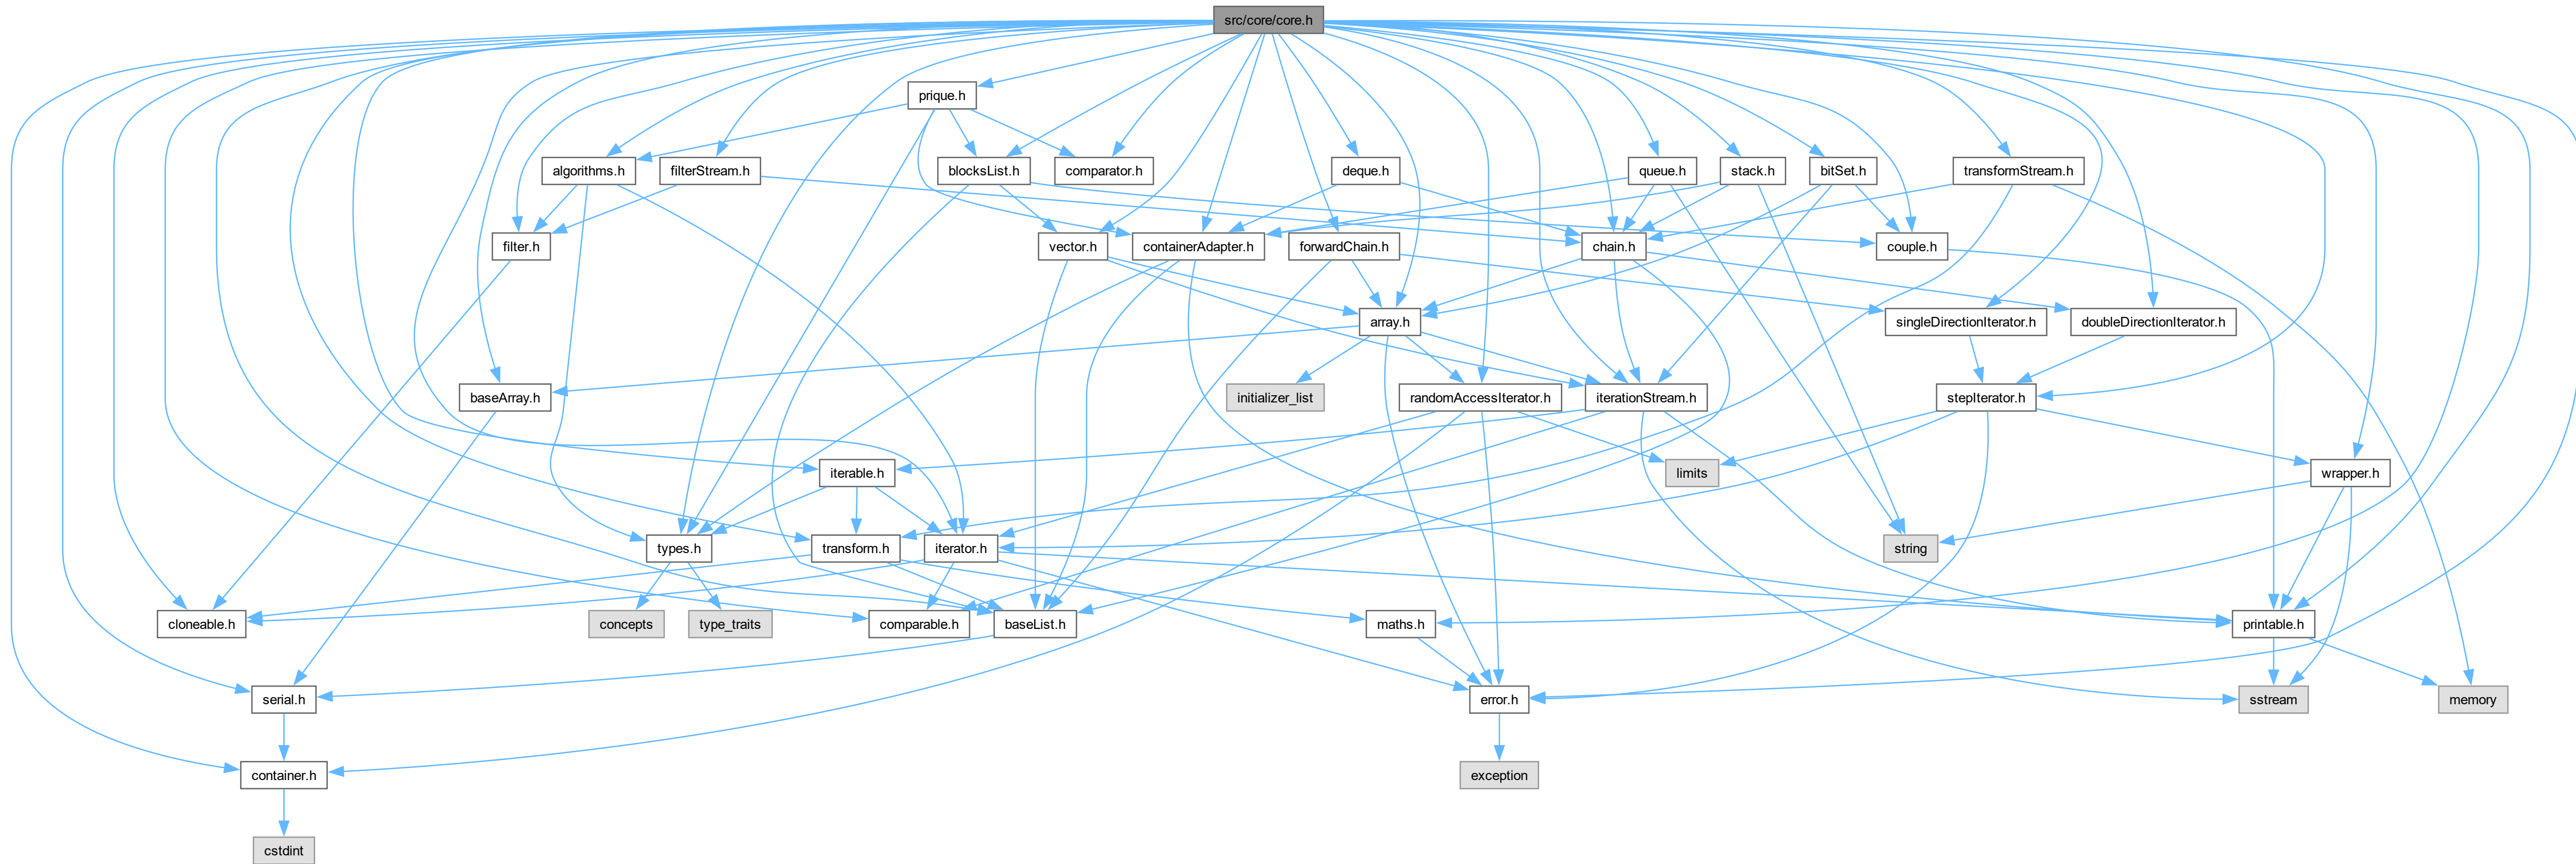 src/core/core.h
prique.h
algorithms.h
filterStream.h
blocksList.h
comparator.h
deque.h
queue.h
stack.h
bitSet.h
transformStream.h
filter.h
vector.h
containerAdapter.h
forwardChain.h
chain.h
couple.h
array.h
singleDirectionIterator.h
doubleDirectionIterator.h
baseArray.h
initializer_list
randomAccessIterator.h
iterationStream.h
stepIterator.h
iterable.h
limits
wrapper.h
types.h
transform.h
iterator.h
string
cloneable.h
concepts
type_traits
comparable.h
baseList.h
maths.h
printable.h
serial.h
error.h
sstream
memory
container.h
exception
cstdint